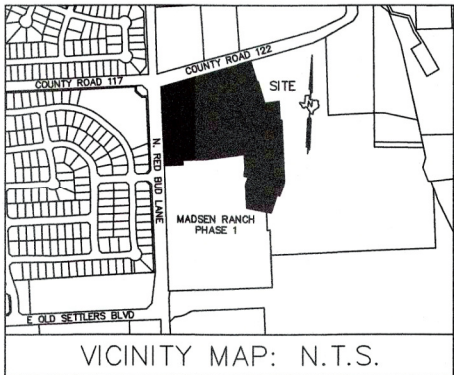 COUNTY ROAD 122
COUNTY ROAD 117
SITE
N
N. RED BUD LANE
MADSEN RANCH
PHASE 1
E OLD SETTLERS BLVD
VICINITY MAP: N.T.S.